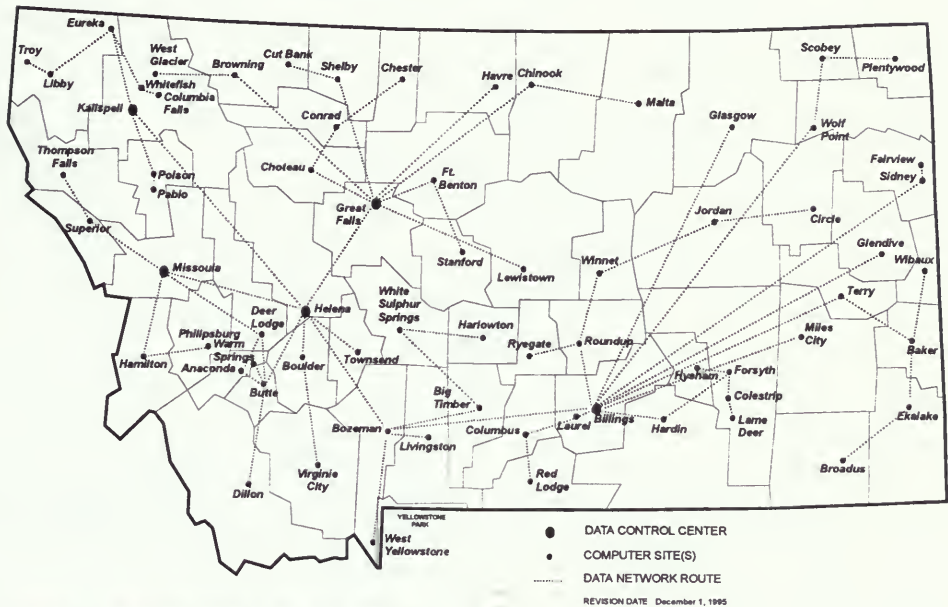 Eureka
Troy
Libby
West
Glacier
Browning
Cut Bank
Shelby
Chester
Havre
Chinook
Scobey
Plentywood
Whitefish
Columbia
Falls
Kalispell
Conrad
Malta
Glasgow
Wolf
Point
Thompson
Falls
Choteau
Ft.
Benton
Fairview
Sidney
Polson
Pablo
Great
Falls
Jordan
Circle
Superior
Stanford
Lewistown
Winnet
Glendive
Wibaux
Missoula
White
Sulphur
Springs
Terry
Helena
Deer
Lodge
Harlowton
Ryegate
Roundup
Miles
City
Philipsburg
Warm
Springs
Anaconda
Hamilton
Boulder
Townsend
Baker
Butte
Hysham
Forsyth
Colestrip
Big
Timber
Ekalake
Bozeman
Livingston
Columbus
Laurel
Billings
Hardin
Lame
Deer
Dillon
Virginie
City
Red
Lodge
Broadus
YELLOWSTONE
PARK
West
Yellowstone
DATA CONTROL CENTER
COMPUTER SITE(S)
DATA NETWORK ROUTE
REVISION DATE December 1, 1995